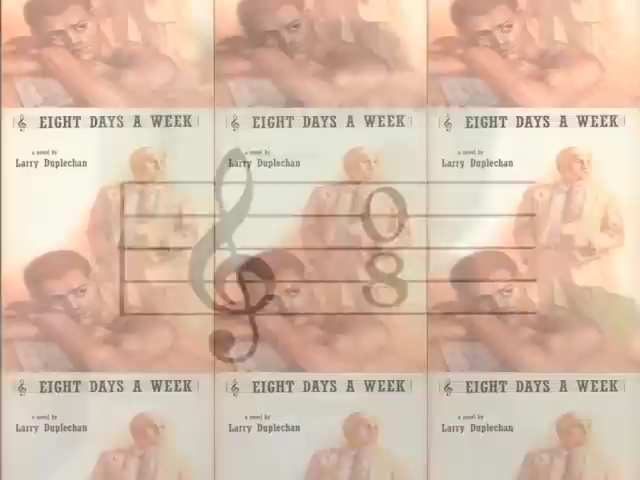 EIGHT DAYS A WEEK EIGHT DAYS A WEEK EIGHT DAYS A WEEK
a novel by a novel by a novel by
Larry Duplechan Larry Duplechan Larry Duplechan
0
8
EIGHT DAYS A WEEK EIGHT DAYS A WEEK EIGHT DAYS A WEEK
a novel by a novel by a novel by
Larry Duplechan Larry Duplechan Larry Duplechan